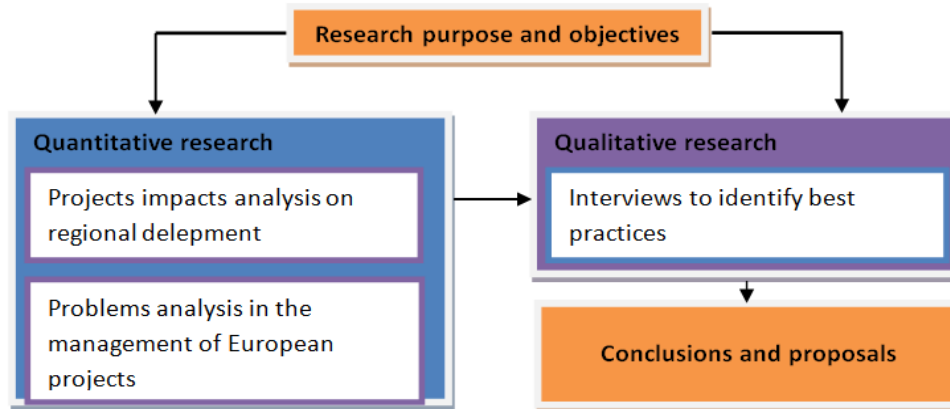 Research purpose and objectives
Quantitative research
Projects impacts analysis on
regional delepment
Problems analysis in the
management of European
projects
Qualitative research
Interviews to identify best
practices
Conclusions and proposals